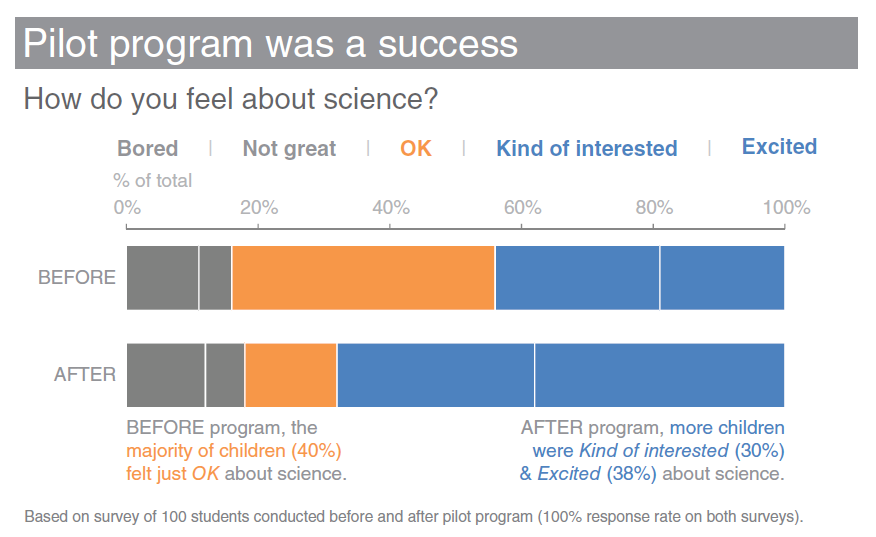 Pilot program was a success
How do you feel about science?
Bored | Not great | OK | Kind of interested | Excited
% of total
0% 20% 40% 60% 80% 100%
BEFORE
AFTER
BEFORE program, the
majority of children (40%)
felt just OK about science.
AFTER program, more children
were Kind of interested (30%)
& Excited (38%) about science.
Based on survey of 100 students conducted before and after pilot program (100% response rate on both surveys).